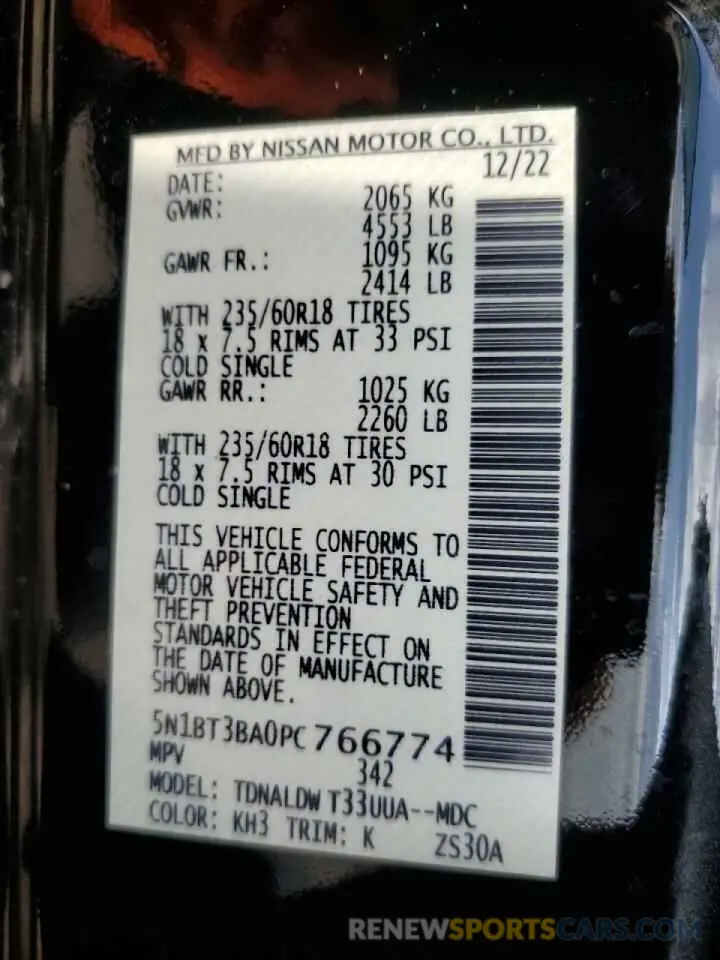 MFD BY NISSAN MOTOR CO., LTD.
DATE: 12/22
GVWR: 2065 KG
4553 LB
GAWR FR.: 1095 KG
2414 LB
WITH 235/60R18 TIRES
18 x 7.5 RIMS AT 33 PSI
COLD SINGLE
GAWR RR.: 1025 KG
2260 LB
WITH 235/60R18 TIRES
18 x 7.5 RIMS AT 30 PSI
COLD SINGLE
THIS VEHICLE CONFORMS TO
ALL APPLICABLE FEDERAL
MOTOR VEHICLE SAFETY AND
THEFT PREVENTION
STANDARDS IN EFFECT ON
THE DATE OF MANUFACTURE
SHOWN ABOVE.
5N1BT3BA0PC766774
MPV 342
MODEL: TDNALDW T33UUA--MDC
COLOR: KH3 TRIM: K ZS30A
RENEWSPORTSCARS.COM